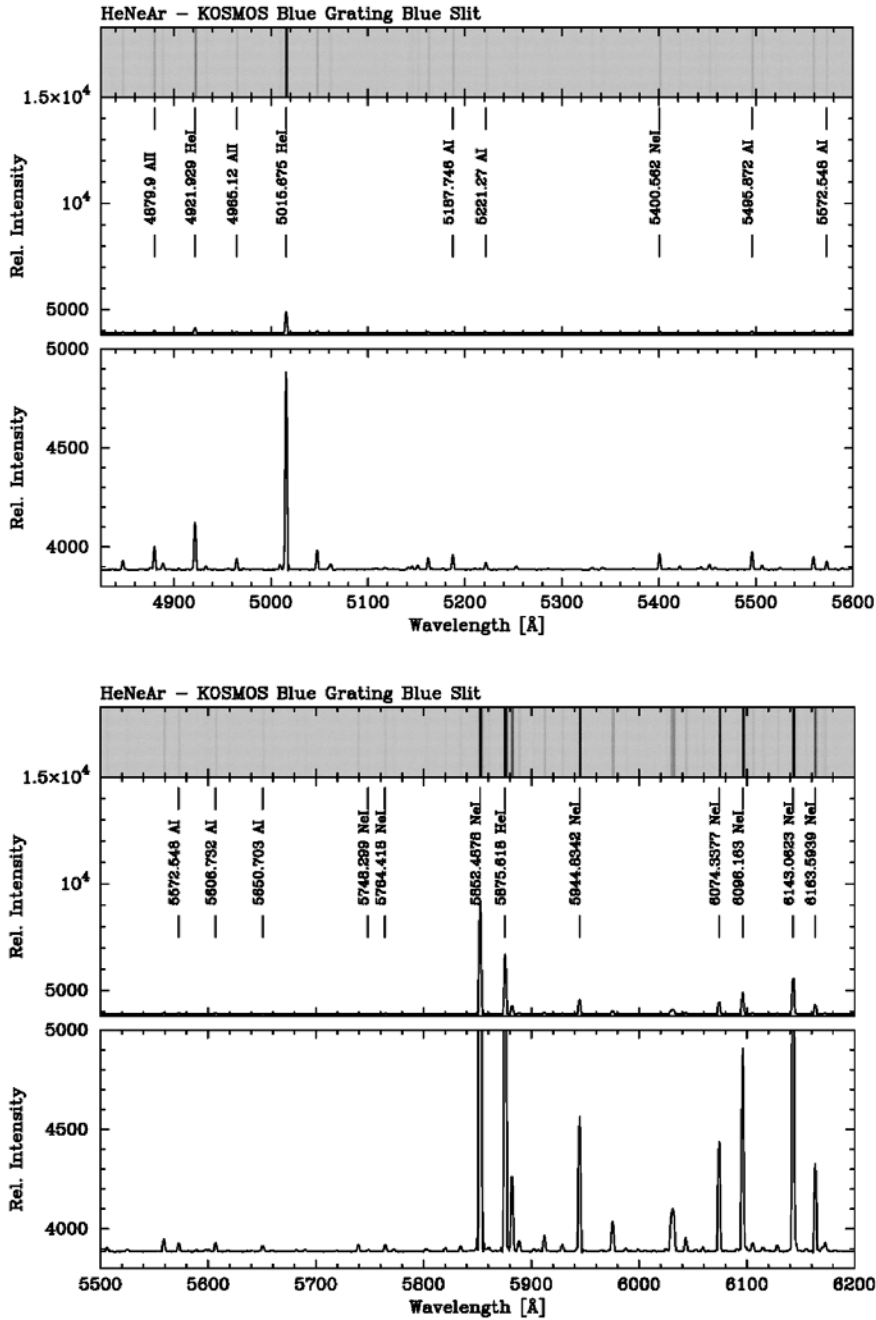 HeNeAr – KOSMOS Blue Grating Blue Slit
1.5×10⁴
10⁴
5000
Rel. Intensity
4879.9 AII
4921.929 HeI
4965.12 AII
5015.675 HeI
5187.746 AI
5221.27 AI
5400.562 NeI
5495.872 AI
5572.548 AI
5000
4500
4000
Rel. Intensity
4900 5000 5100 5200 5300 5400 5500 5600
Wavelength [Å]
HeNeAr – KOSMOS Blue Grating Blue Slit
1.5×10⁴
10⁴
5000
Rel. Intensity
5572.548 AI
5606.732 AI
5650.703 AI
5748.299 NeI
5764.418 NeI
5852.4878 NeI
5875.618 HeI
5944.8342 NeI
6074.3377 NeI
6096.163 NeI
6143.0623 NeI
6163.5939 NeI
5000
4500
4000
Rel. Intensity
5500 5600 5700 5800 5900 6000 6100 6200
Wavelength [Å]